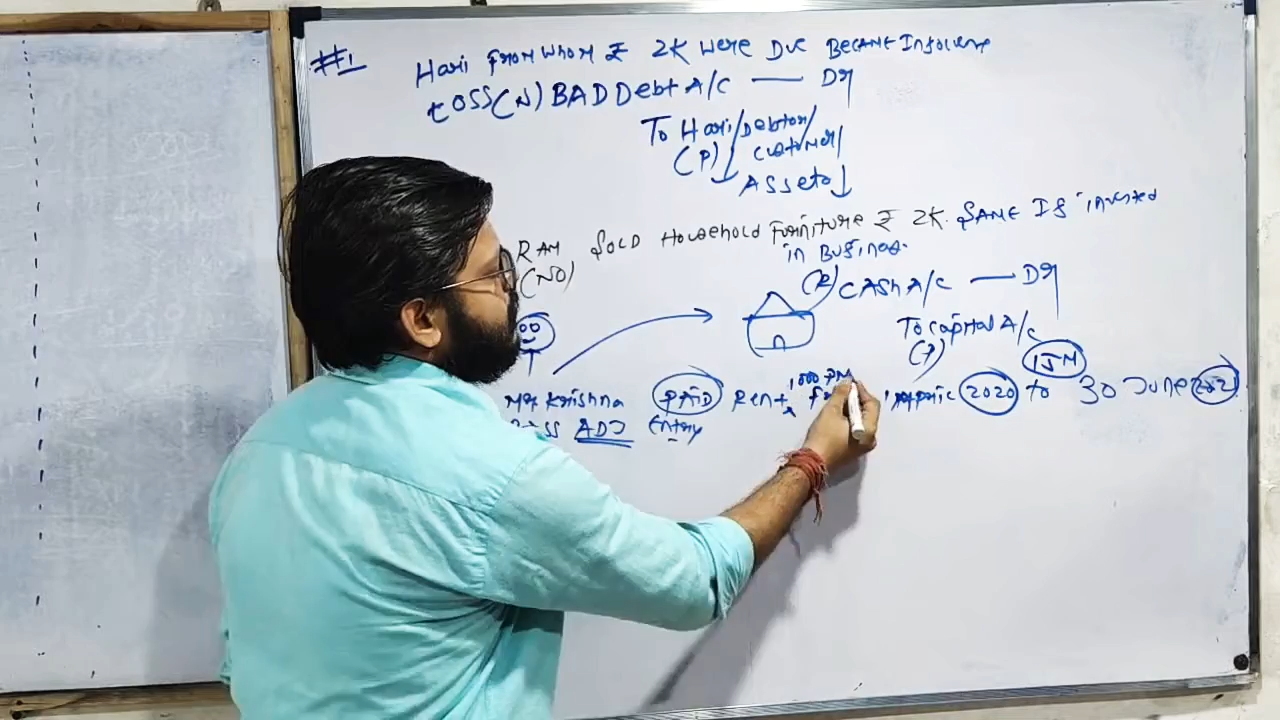 #1 Hari From whom ₹ 2K were Due Became Insolvent
LOSS(N) BAD Debt A/c — Dr
To Hari/Debtor/
(P) Customer/
Assets↓
RAM SOLD Household Furniture ₹ 2K. SAME IS invested
(NO) in Business.
(R) CASh A/c — Dr
To capital A/c
(P)
15M
1000 PM
Mr Krishna PAID Rent 2020 to 30 June 2021
ADJ Entry